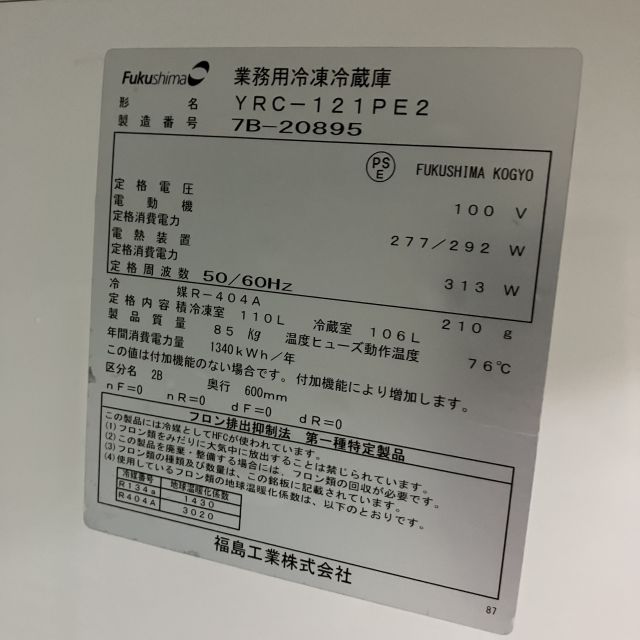 Fukushima 業務用冷凍冷蔵庫
形名 YRC-121PE2
製造番号 7B-20895
PS E FUKUSHIMA KOGYO
定格電圧 100 V
電動機
定格消費電力 277/292 W
電熱装置
定格消費電力 313 W
定格周波数 50/60Hz
冷媒 R-404A 210 g
定格内容積 冷凍室 110L 冷蔵室 106L
製品質量 85 kg 温度ヒューズ動作温度 76℃
年間消費電力量 1340kWh/年
この値は付加機能のない場合です。付加機能により増加します。
区分名 2B 奥行 600mm
nF=0 nR=0 dF=0 dR=0
フロン排出抑制法 第一種特定製品
この製品には冷媒としてHFCが使われています。
(1) フロン類をみだりに大気中に放出することは禁じられています。
(2) この製品を廃棄・整備する場合には、フロン類の回収が必要です。
(3) フロン類の種類及び数量は、この銘板に記載されています。
(4) 使用しているフロン類の地球温暖化係数は、以下のとおりです。
冷媒番号 地球温暖化係数
R134a 1430
R404A 3020
福島工業株式会社
87